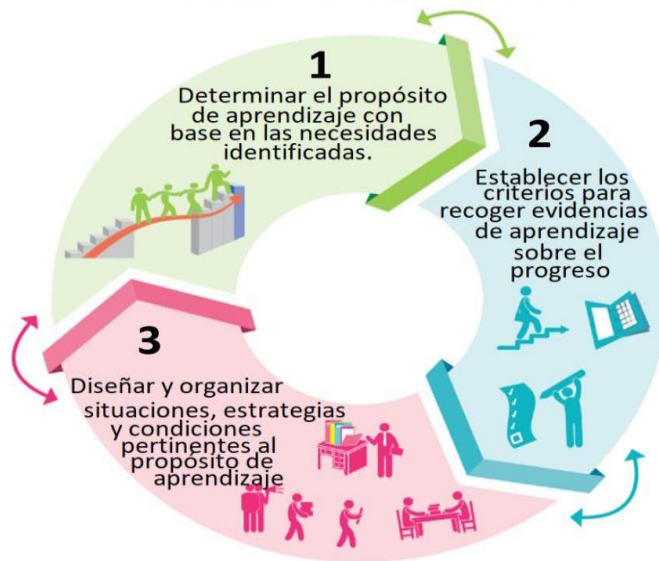 1
Determinar el propósito
de aprendizaje con
base en las necesidades
identificadas.
2
Establecer los
criterios para
recoger evidencias
de aprendizaje
sobre el
progreso
3
Diseñar y organizar
situaciones, estrategias
y condiciones
pertinentes al
propósito de
aprendizaje